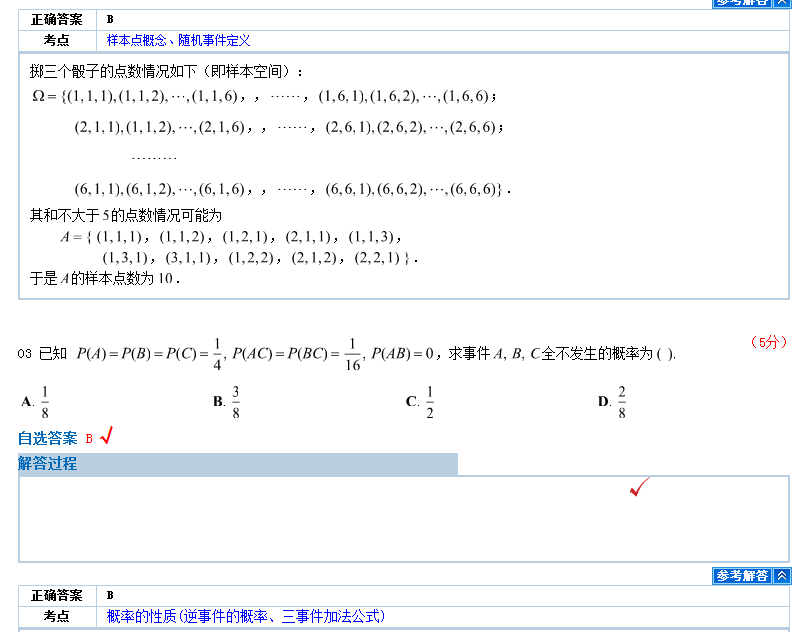 参考解答
正确答案 B
考点 样本点概念、随机事件定义
掷三个骰子的点数情况如下（即样本空间）：
Ω = {(1,1,1),(1,1,2),⋯,(1,1,6)，，⋯⋯，(1,6,1),(1,6,2),⋯,(1,6,6)；
(2,1,1),(1,1,2),⋯,(2,1,6)，，⋯⋯，(2,6,1),(2,6,2),⋯,(2,6,6)；
⋯⋯⋯
(6,1,1),(6,1,2),⋯,(6,1,6)，，⋯⋯，(6,6,1),(6,6,2),⋯,(6,6,6)}．
其和不大于5的点数情况可能为
A = { (1,1,1)，(1,1,2)，(1,2,1)，(2,1,1)，(1,1,3)，
(1,3,1)，(3,1,1)，(1,2,2)，(2,1,2)，(2,2,1) }．
于是A的样本点数为10．
（5分）
03 已知 P(A)=P(B)=P(C)=1/4, P(AC)=P(BC)=1/16, P(AB)=0，求事件A, B, C全不发生的概率为( ).
A. 1/8 B. 3/8 C. 1/2 D. 2/8
自选答案 B ✓
解答过程
✓
参考解答
正确答案 B
考点 概率的性质(逆事件的概率、三事件加法公式)